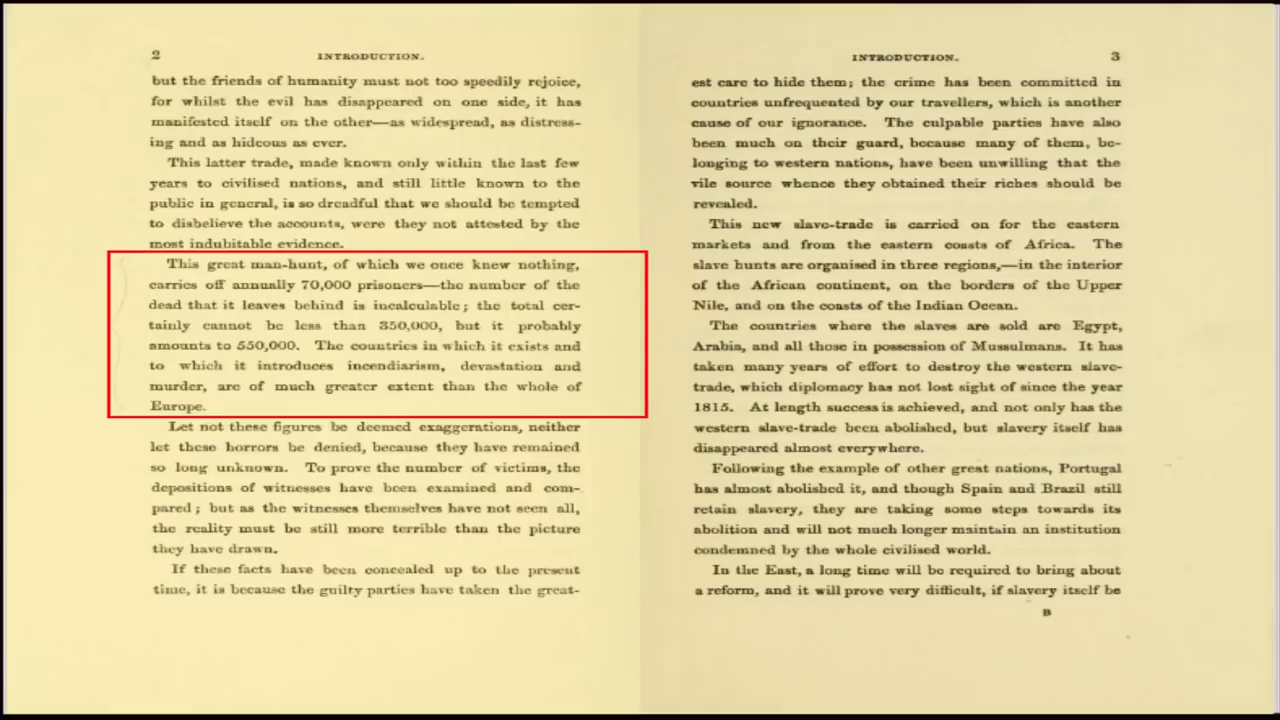 2
INTRODUCTION.
but the friends of humanity must not too speedily rejoice,
for whilst the evil has disappeared on one side, it has
manifested itself on the other—as widespread, as distress-
ing and as hideous as ever.
This latter trade, made known only within the last few
years to civilised nations, and still little known to the
public in general, is so dreadful that we should be tempted
to disbelieve the accounts, were they not attested by the
most indubitable evidence.
This great man-hunt, of which we once knew nothing,
carries off annually 70,000 prisoners—the number of the
dead that it leaves behind is incalculable; the total cer-
tainly cannot be less than 350,000, but it probably
amounts to 550,000. The countries in which it exists and
to which it introduces incendiarism, devastation and
murder, are of much greater extent than the whole of
Europe.
Let not these figures be deemed exaggerations, neither
let these horrors be denied, because they have remained
so long unknown. To prove the number of victims, the
depositions of witnesses have been examined and com-
pared; but as the witnesses themselves have not seen all,
the reality must be still more terrible than the picture
they have drawn.
If these facts have been concealed up to the present
time, it is because the guilty parties have taken the great-
INTRODUCTION.
3
est care to hide them; the crime has been committed in
countries unfrequented by our travellers, which is another
cause of our ignorance. The culpable parties have also
been much on their guard, because many of them, be-
longing to western nations, have been unwilling that the
vile source whence they obtained their riches should be
revealed.
This new slave-trade is carried on for the eastern
markets and from the eastern coasts of Africa. The
slave hunts are organised in three regions,—in the interior
of the African continent, on the borders of the Upper
Nile, and on the coasts of the Indian Ocean.
The countries where the slaves are sold are Egypt,
Arabia, and all those in possession of Mussulmans. It has
taken many years of effort to destroy the western slave-
trade, which diplomacy has not lost sight of since the year
1815. At length success is achieved, and not only has the
western slave-trade been abolished, but slavery itself has
disappeared almost everywhere.
Following the example of other great nations, Portugal
has almost abolished it, and though Spain and Brazil still
retain slavery, they are taking some steps towards its
abolition and will not much longer maintain an institution
condemned by the whole civilised world.
In the East, a long time will be required to bring about
a reform, and it will prove very difficult, if slavery itself be
B